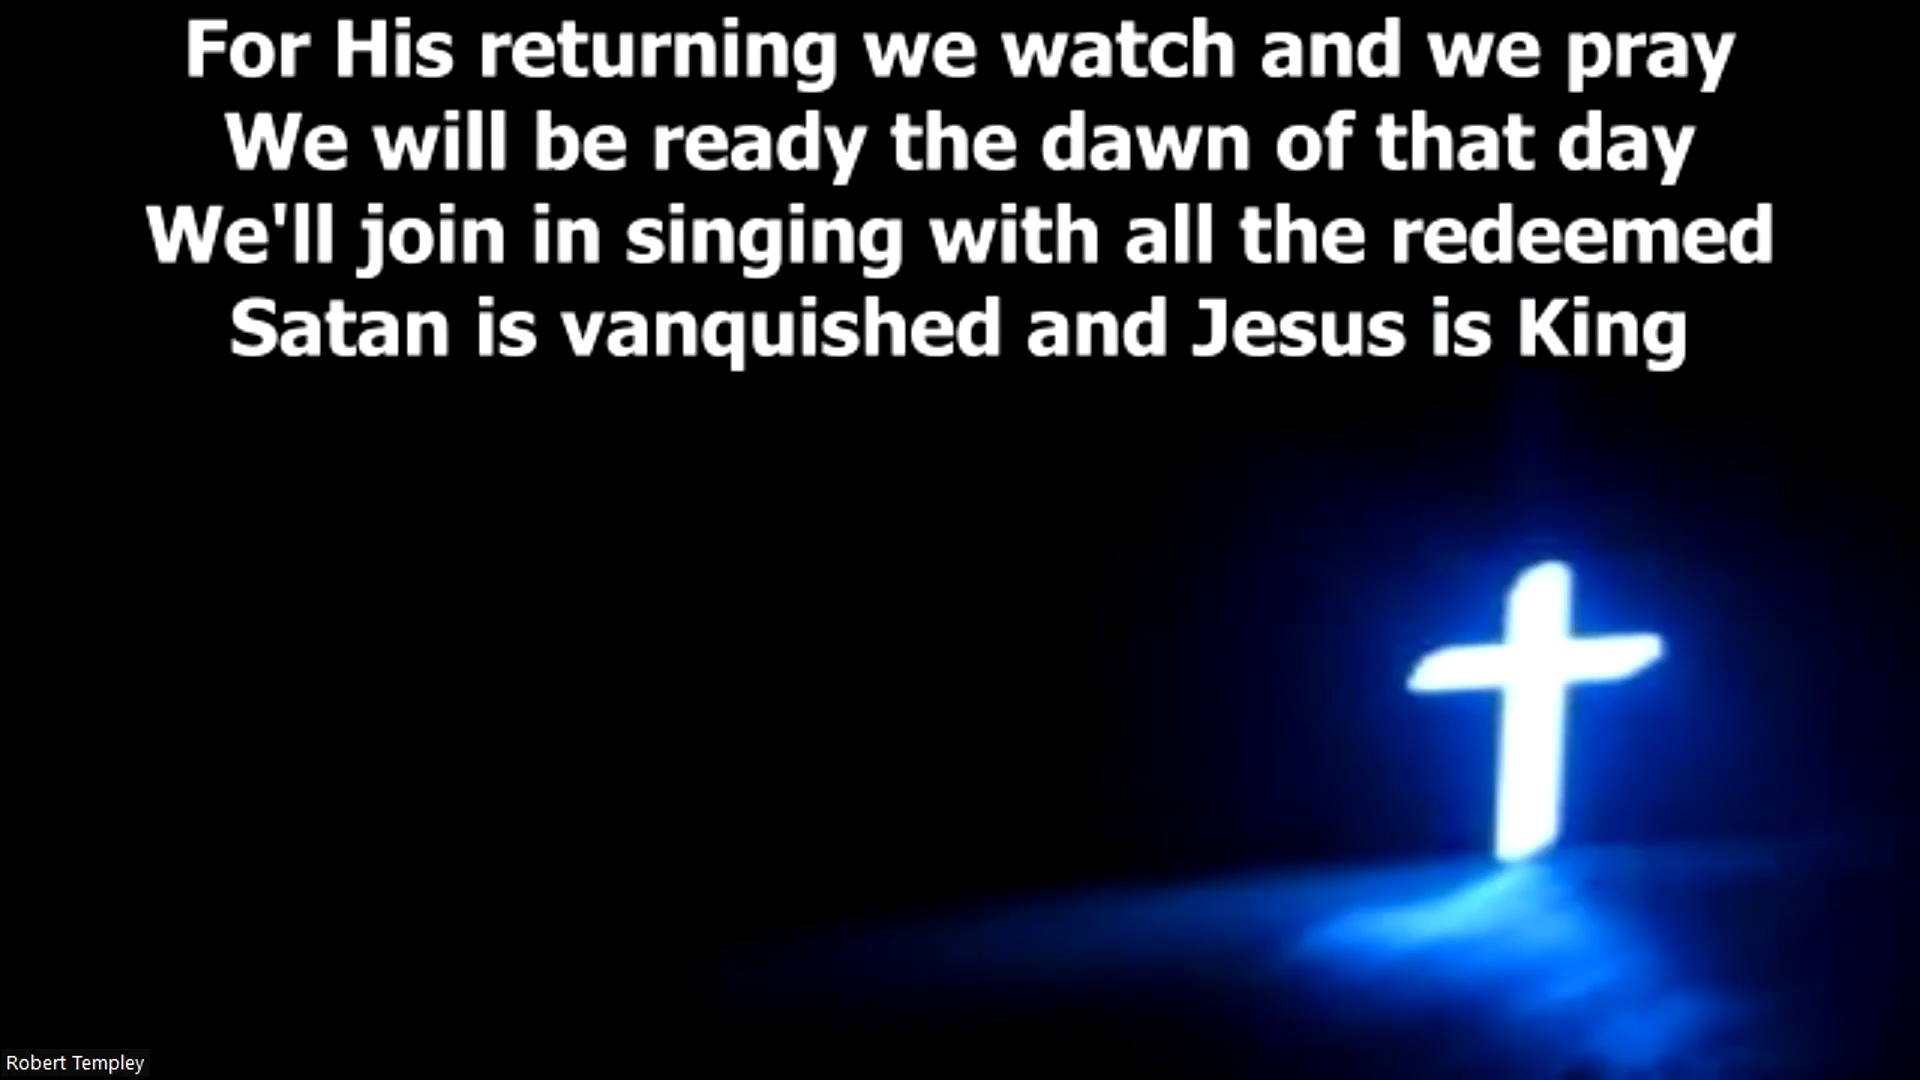 For His returning we watch and we pray
We will be ready the dawn of that day
We'll join in singing with all the redeemed
Satan is vanquished and Jesus is King
Robert Templey